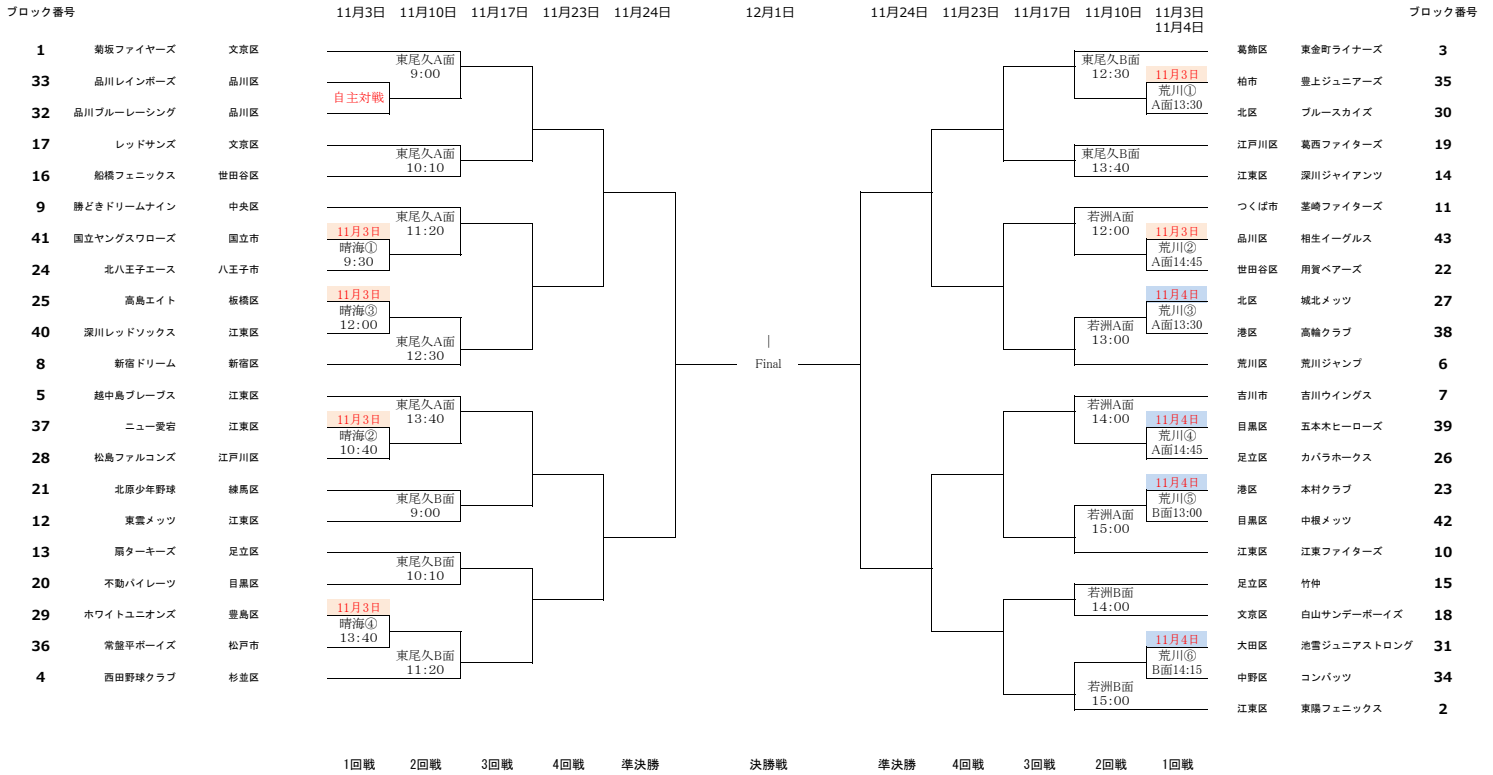 ブロック番号 11月3日 11月10日 11月17日 11月23日 11月24日 12月1日 11月24日 11月23日 11月17日 11月10日 11月3日 ブロック番号
11月4日
1 菊坂ファイヤーズ 文京区 葛飾区 東金町ライナーズ 3
東尾久A面 東尾久B面
9:00 12:30
11月3日
33 品川レインボーズ 品川区 柏市 豊上ジュニアーズ 35
自主対戦 荒川①
A面13:30
32 品川ブルーレーシング 品川区 北区 ブルースカイズ 30
17 レッドサンズ 文京区 江戸川区 葛西ファイターズ 19
東尾久A面 東尾久B面
10:10 13:40
16 船橋フェニックス 世田谷区 江東区 深川ジャイアンツ 14
9 勝どきドリームナイン 中央区 つくば市 茎崎ファイターズ 11
東尾久A面 若洲A面
11:20 12:00
11月3日 11月3日
41 国立ヤングスワローズ 国立市 品川区 相生イーグルス 43
晴海① 荒川②
9:30 A面14:45
24 北八王子エース 八王子市 世田谷区 用賀ベアーズ 22
11月3日 11月4日
25 高島エイト 板橋区 北区 城北メッツ 27
晴海③ 荒川③
12:00 A面13:30
40 深川レッドソックス 江東区 港区 高輪クラブ 38
東尾久A面 若洲A面
12:30 13:00
|
8 新宿ドリーム 新宿区 Final 荒川区 荒川ジャンプ 6
5 越中島ブレーブス 江東区 吉川市 吉川ウイングス 7
東尾久A面 若洲A面
13:40 14:00
11月3日 11月4日
37 ニュー愛宕 江東区 目黒区 五本木ヒーローズ 39
晴海② 荒川④
10:40 A面14:45
28 松島ファルコンズ 江戸川区 足立区 カバラホークス 26
11月4日
21 北原少年野球 練馬区 港区 本村クラブ 23
東尾久B面 荒川⑤
9:00 B面13:00
12 東雲メッツ 江東区 目黒区 中根メッツ 42
若洲A面
15:00
13 扇ターキーズ 足立区 江東区 江東ファイターズ 10
東尾久B面
10:10
20 不動パイレーツ 目黒区 足立区 竹仲 15
若洲B面
14:00
11月3日
29 ホワイトユニオンズ 豊島区 文京区 白山サンデーボーイズ 18
晴海④
13:40
11月4日
36 常盤平ボーイズ 松戸市 大田区 池雪ジュニアストロング 31
東尾久B面 荒川⑥
11:20 B面14:15
4 西田野球クラブ 杉並区 中野区 コンバッツ 34
若洲B面
15:00
江東区 東陽フェニックス 2
1回戦 2回戦 3回戦 4回戦 準決勝 決勝戦 準決勝 4回戦 3回戦 2回戦 1回戦